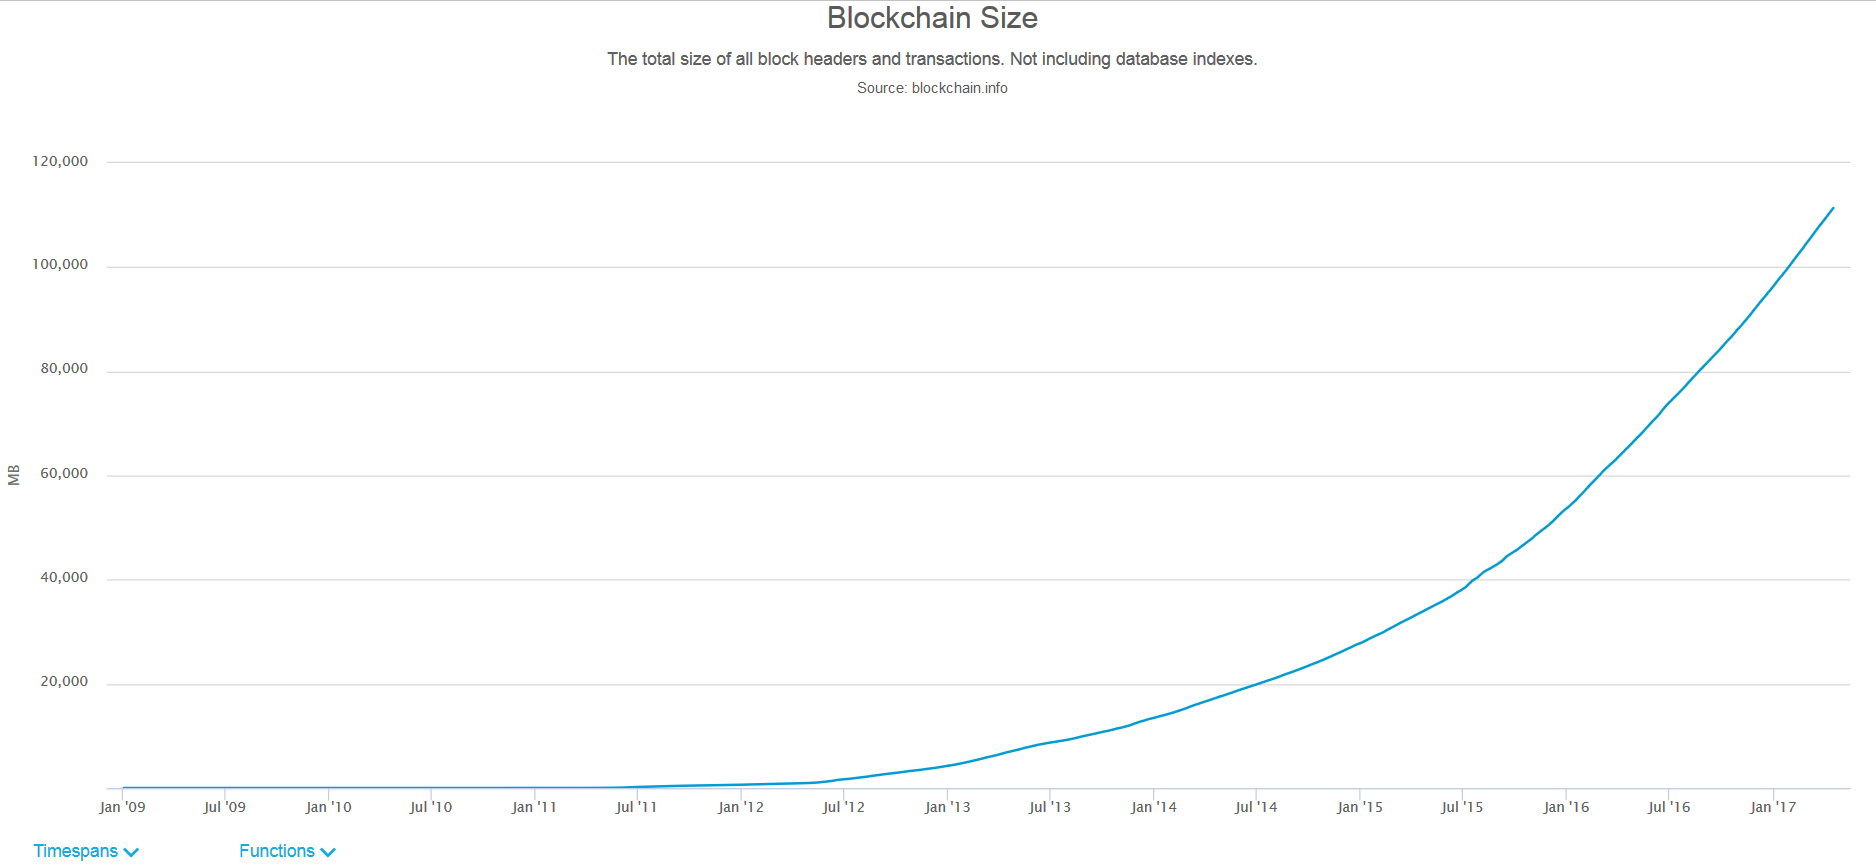 Blockchain Size
The total size of all block headers and transactions. Not including database indexes.
Source: blockchain.info
120,000
100,000
80,000
60,000
40,000
20,000
MB
Jan '09 Jul '09 Jan '10 Jul '10 Jan '11 Jul '11 Jan '12 Jul '12 Jan '13 Jul '13 Jan '14 Jul '14 Jan '15 Jul '15 Jan '16 Jul '16 Jan '17
Timespans Functions